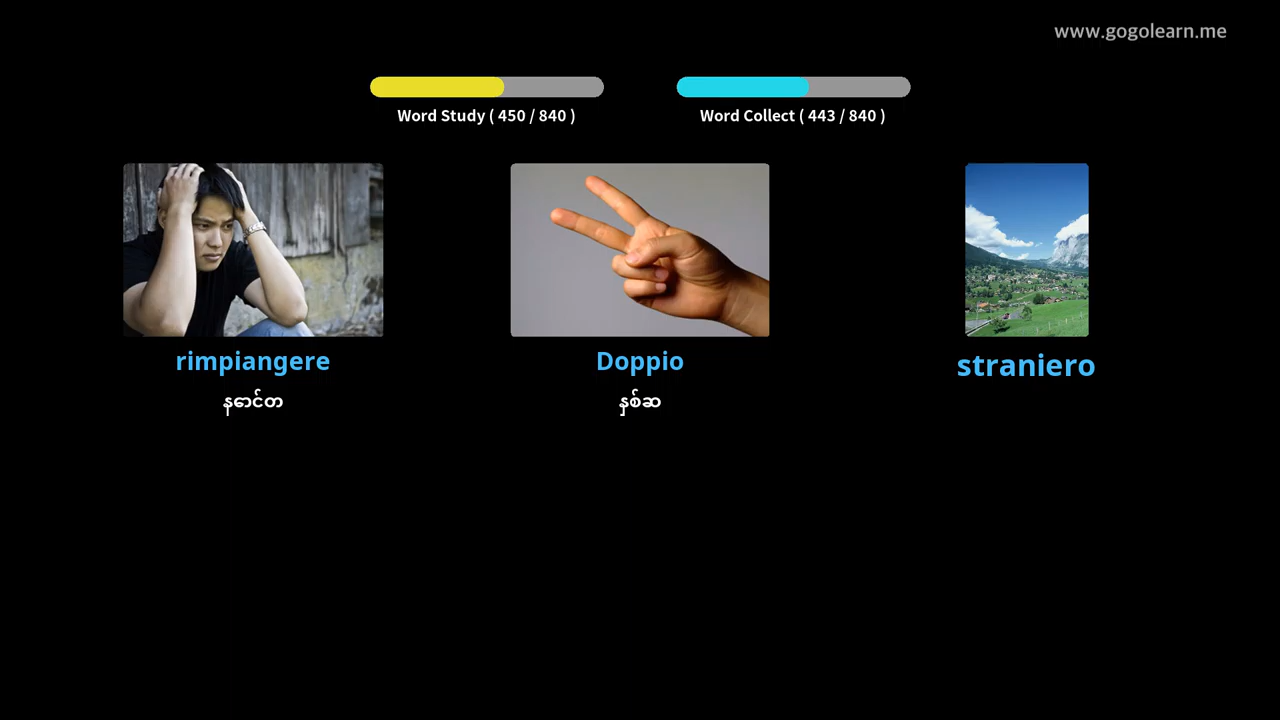 www.gogolearn.me
Word Study ( 450 / 840 )
Word Collect ( 443 / 840 )
rimpiangere
Doppio
straniero
နောင်တ
နှစ်ဆ